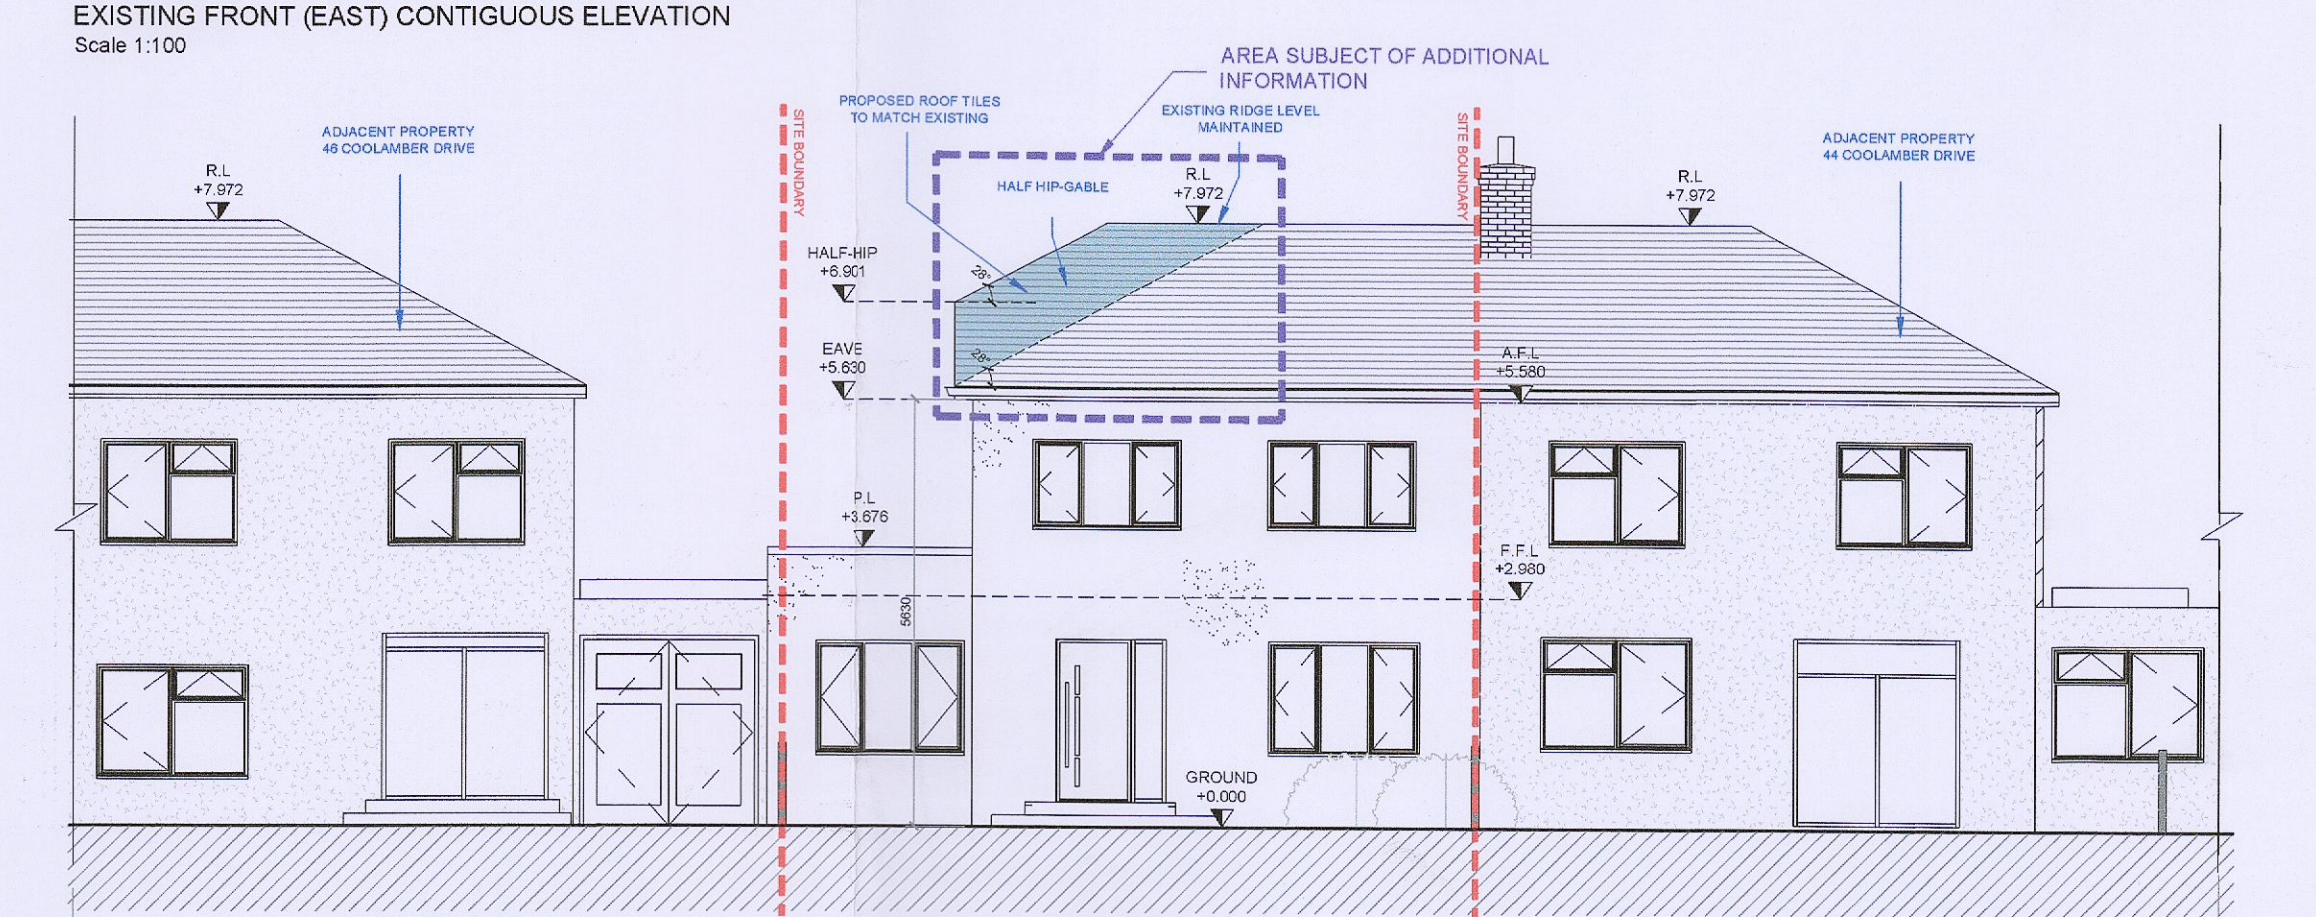 EXISTING FRONT (EAST) CONTIGUOUS ELEVATION
Scale 1:100
AREA SUBJECT OF ADDITIONAL
INFORMATION
PROPOSED ROOF TILES
TO MATCH EXISTING
EXISTING RIDGE LEVEL
MAINTAINED
ADJACENT PROPERTY
46 COOLAMBER DRIVE
SITE BOUNDARY
SITE BOUNDARY
ADJACENT PROPERTY
44 COOLAMBER DRIVE
R.L
+7.972
HALF HIP-GABLE
R.L
+7.972
R.L
+7.972
HALF-HIP
+6.901
28°
EAVE
+5.630
28°
A.F.L
+5.580
P.L
+3.676
F.F.L
+2.980
5630
GROUND
+0.000